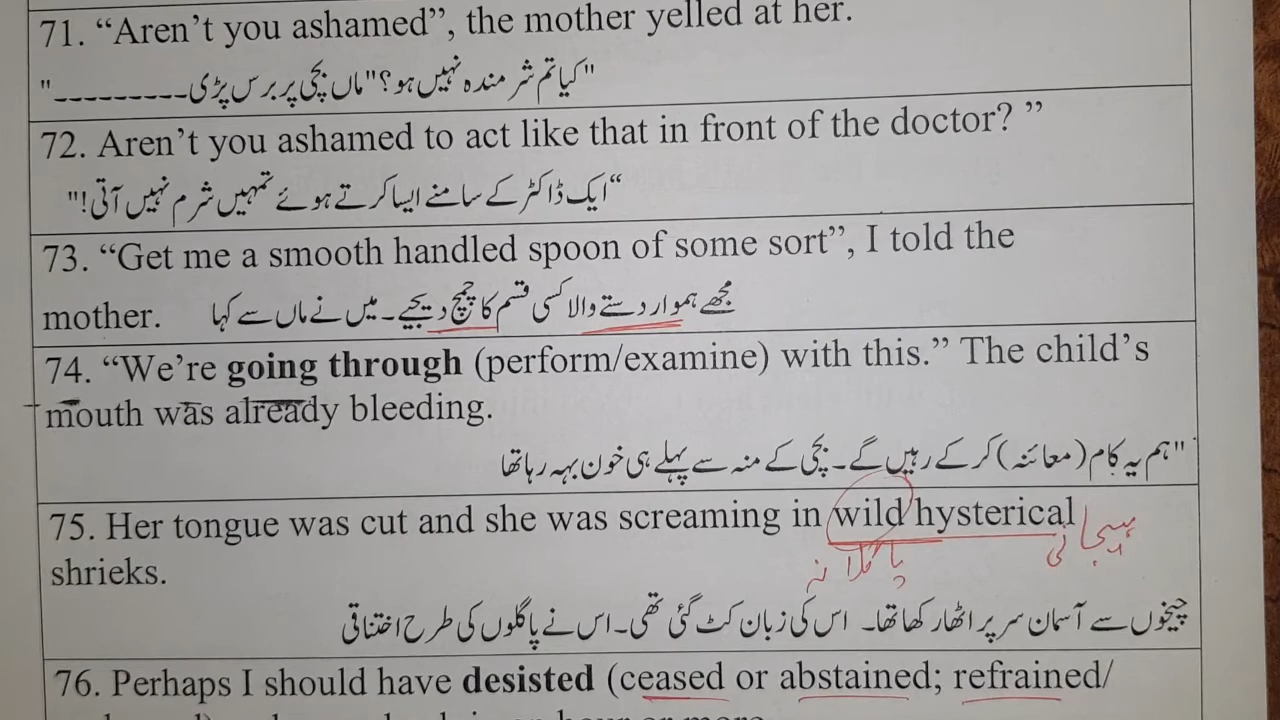 71. “Aren’t you ashamed”, the mother yelled at her.
"کیا تم شرمندہ نہیں ہو؟" ماں بچی پر برس پڑی۔_________"
72. Aren’t you ashamed to act like that in front of the doctor? ”
“ایک ڈاکٹر کے سامنے ایسا کرتے ہوئے تمہیں شرم نہیں آتی!"
73. “Get me a smooth handled spoon of some sort”, I told the
mother. مجھے ہموار دستے والا کسی قسم کا چمچ دیجیے۔ میں نے ماں سے کہا
74. “We’re going through (perform/examine) with this.” The child’s
mouth was already bleeding.
"ہم یہ کام (معائنہ) کر کے رہیں گے۔ بچی کے منہ سے پہلے ہی خون بہہ رہا تھا
75. Her tongue was cut and she was screaming in wild hysterical
ہیجانی
shrieks.
پاگلانہ
چیخوں سے آسمان سر پر اٹھا رکھا تھا۔ اس کی زبان کٹ گئی تھی۔ اس نے پاگلوں کی طرح اختناقی
76. Perhaps I should have desisted (ceased or abstained; refrained/